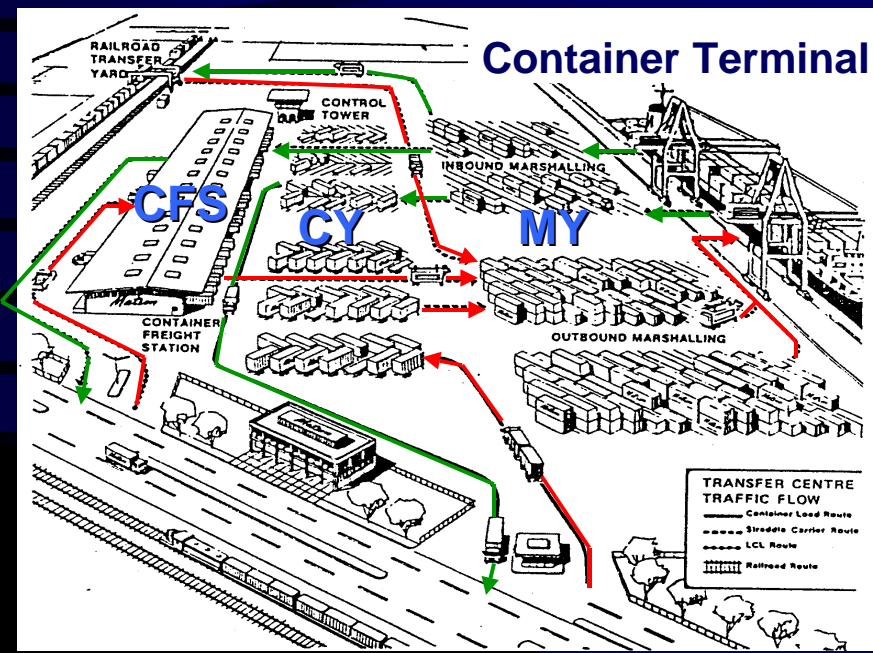 Container Terminal
RAILROAD
TRANSFER
YARD
CONTROL
TOWER
INBOUND MARSHALLING
CFS
CY
MY
Matson
CONTAINER
FREIGHT
STATION
OUTBOUND MARSHALLING
TRANSFER CENTRE
TRAFFIC FLOW
Container Load Route
Straddle Carrier Route
LCL Route
Railroad Route